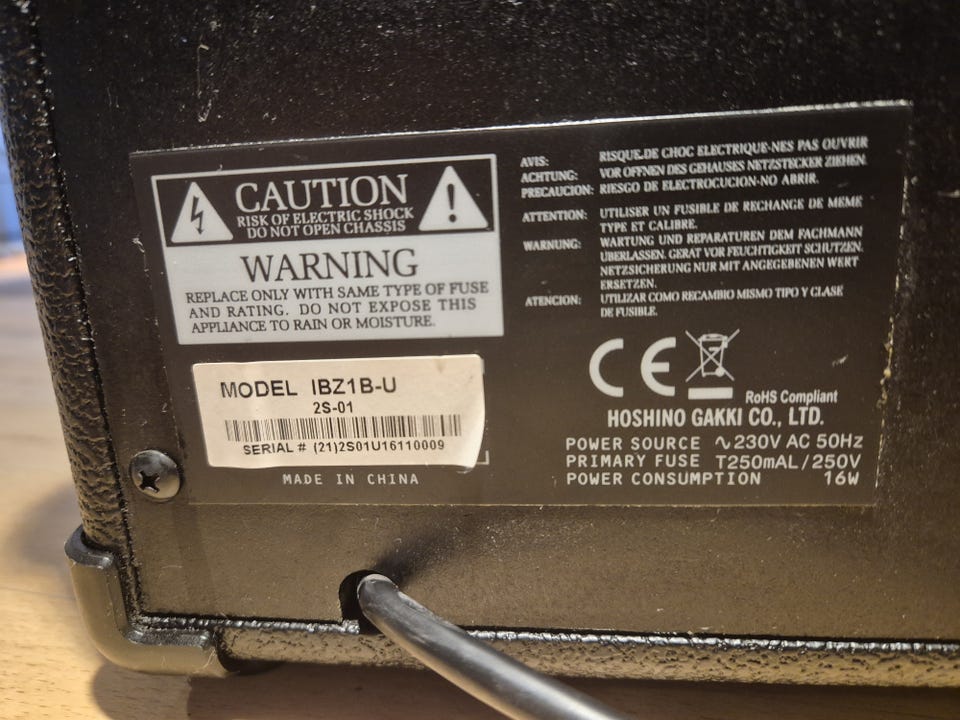 CAUTION
RISK OF ELECTRIC SHOCK
DO NOT OPEN CHASSIS
WARNING
REPLACE ONLY WITH SAME TYPE OF FUSE
AND RATING. DO NOT EXPOSE THIS
APPLIANCE TO RAIN OR MOISTURE.
MODEL IBZ1B-U
2S-01
SERIAL # (21)2S01U16110009
MADE IN CHINA
AVIS: RISQUE.DE CHOC ELECTRIQUE-NES PAS OUVRIR
ACHTUNG: VOR OFFNEN DES GEHAUSES NETZSTECKER ZIEHEN.
PRECAUCION: RIESGO DE ELECTROCUCION-NO ABRIR.
ATTENTION: UTILISER UN FUSIBLE DE RECHANGE DE MEME
TYPE ET CALIBRE.
WARNUNG: WARTUNG UND REPARATUREN DEM FACHMANN
UBERLASSEN. GERAT VOR FEUCHTIGKEIT SCHUTZEN.
NETZSICHERUNG NUR MIT ANGEGEBENEN WERT
ERSETZEN.
ATENCION: UTILIZAR COMO RECAMBIO MISMO TIPO Y CLASE
DE FUSIBLE.
CE
RoHS Compliant
HOSHINO GAKKI CO., LTD.
POWER SOURCE ∿230V AC 50Hz
PRIMARY FUSE T250mAL/250V
POWER CONSUMPTION 16W